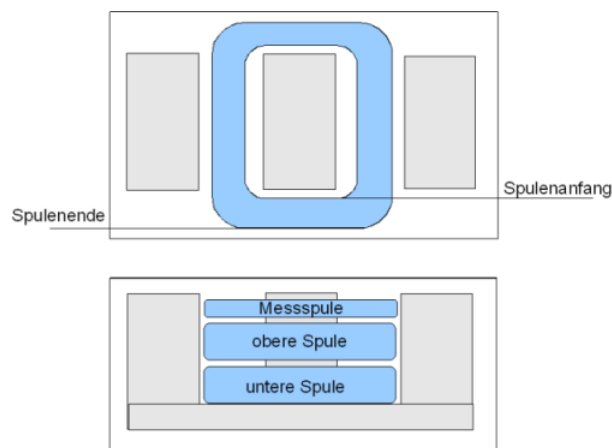 Spulenanfang
Spulenende
Messspule
obere Spule
untere Spule